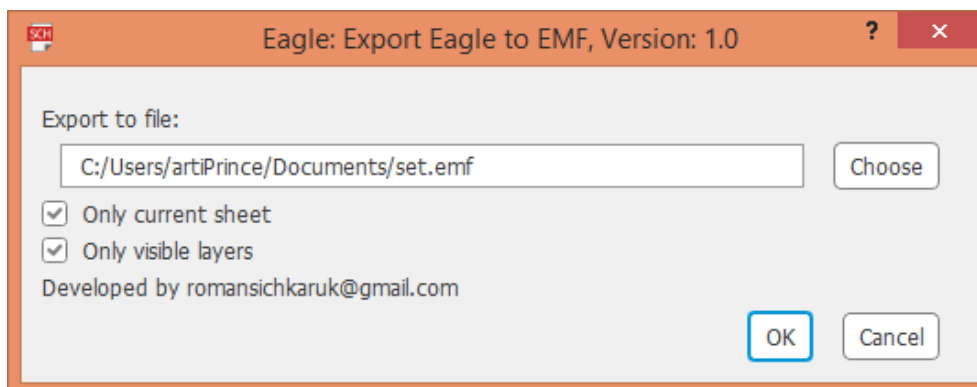 SCH
Eagle: Export Eagle to EMF, Version: 1.0
?
×
Export to file:
C:/Users/artiPrince/Documents/set.emf
Choose
Only current sheet
Only visible layers
Developed by romansichkaruk@gmail.com
OK
Cancel